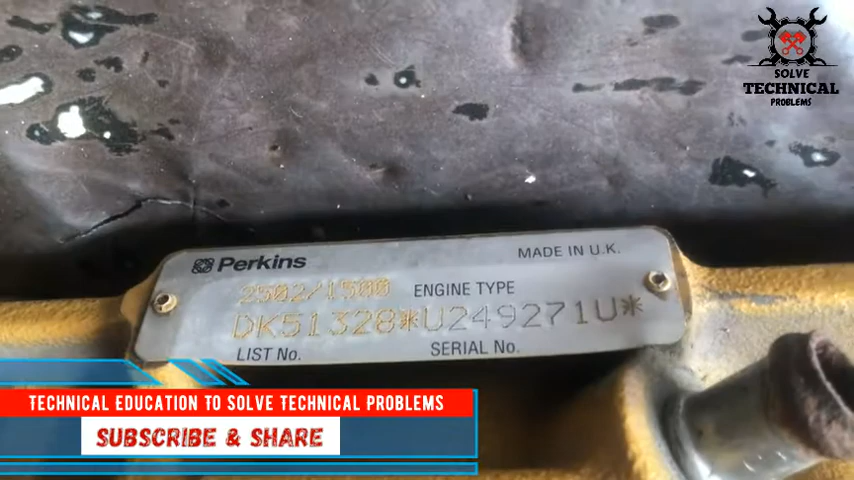 SOLVE
TECHNICAL
PROBLEMS
Perkins
MADE IN U.K.
2502/1500 ENGINE TYPE
DK51328*U249271U*
LIST No. SERIAL No.
TECHNICAL EDUCATION TO SOLVE TECHNICAL PROBLEMS
SUBSCRIBE & SHARE